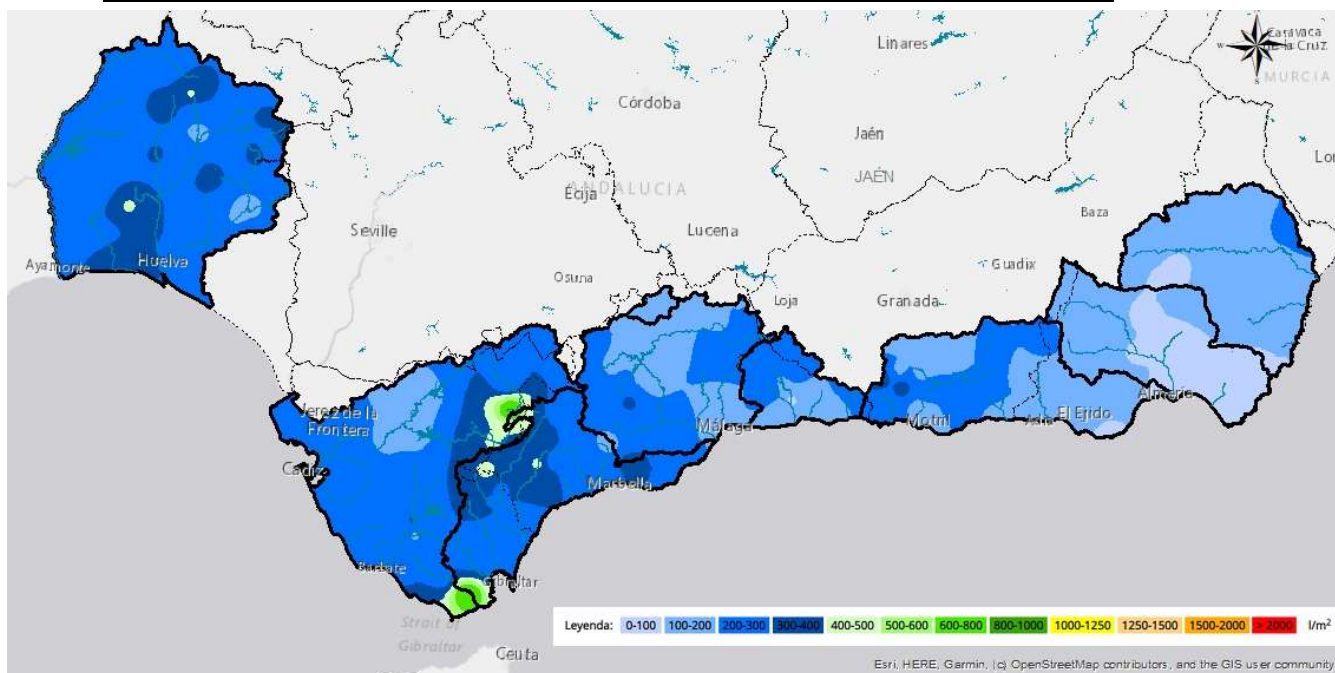 Linares
Caravaca
de la Cruz
N
W
S
MURCIA
Córdoba
Jaén
JAÉN
Lor
ANDALUCIA
Écija
Baza
Seville
Lucena
Ayamonte
Huelva
Osuna
Loja
Guadix
Granada
Jerez de la
Frontera
Málaga
Motril
Adra
El Ejido
Almería
Cadiz
Marbella
Barbate
Gibraltar
Strait of
Gibraltar
Ceuta
Leyenda: 0-100 100-200 200-300 300-400 400-500 500-600 600-800 800-1000 1000-1250 1250-1500 1500-2000 > 2000 l/m²
Esri, HERE, Garmin, (c) OpenStreetMap contributors, and the GIS user community